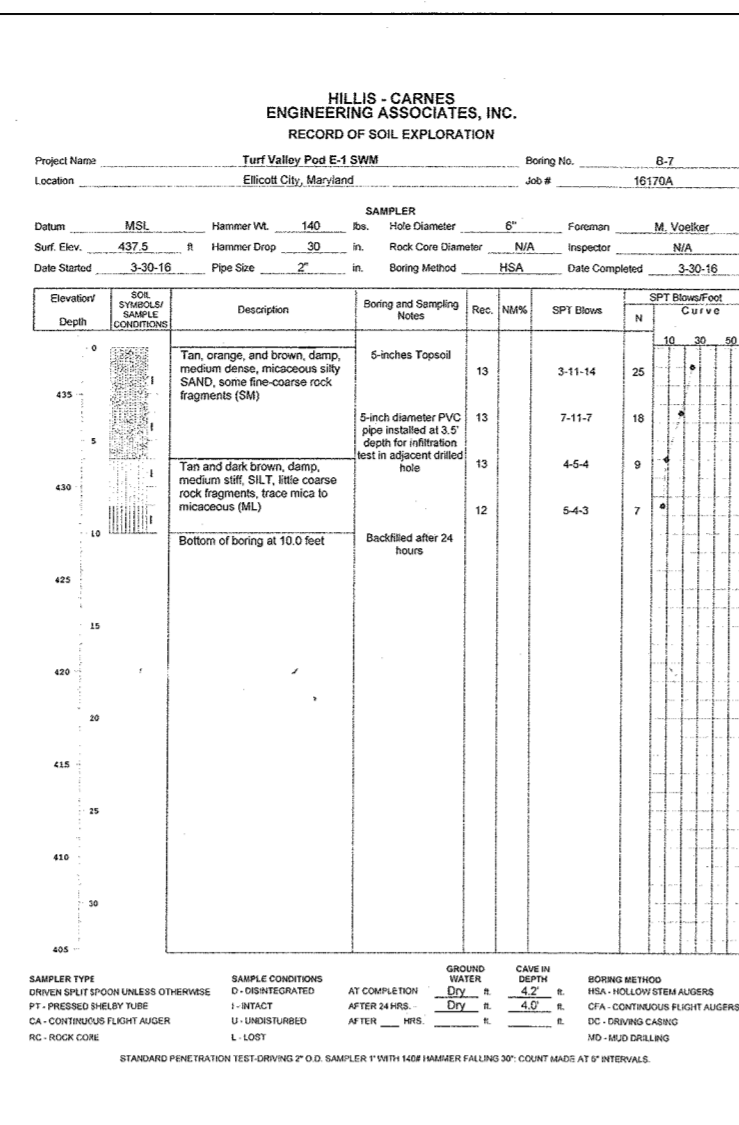 HILLIS - CARNES
ENGINEERING ASSOCIATES, INC.
RECORD OF SOIL EXPLORATION
Project Name Turf Valley Pod E-1 SWM Boring No. B-7
Location Ellicott City, Maryland Job # 16170A
SAMPLER
Datum MSL Hammer Wt. 140 lbs. Hole Diameter 6" Foreman M. Voelker
Surf. Elev. 437.5 ft Hammer Drop 30 in. Rock Core Diameter N/A Inspector N/A
Date Started 3-30-16 Pipe Size 2" in. Boring Method HSA Date Completed 3-30-16
Elevation/ Depth
SOIL SYMBOLS/ SAMPLE CONDITIONS
Description
Boring and Sampling Notes
Rec. NM% SPT Blows
SPT Blows/Foot
N Curve
10 30 50
0
Tan, orange, and brown, damp,
medium dense, micaceous silty
SAND, some fine-coarse rock
fragments (SM)
5-inches Topsoil
13 3-11-14 25
435
5-inch diameter PVC
pipe installed at 3.5'
depth for infiltration
test in adjacent drilled
hole
13 7-11-7 18
5
Tan and dark brown, damp,
medium stiff, SILT, little coarse
rock fragments, trace mica to
micaceous (ML)
13 4-5-4 9
430
12 5-4-3 7
10
Bottom of boring at 10.0 feet
Backfilled after 24
hours
425
15
420
20
415
25
410
30
405
SAMPLER TYPE
DRIVEN SPLIT SPOON UNLESS OTHERWISE
PT - PRESSED SHELBY TUBE
CA - CONTINUOUS FLIGHT AUGER
RC - ROCK CORE
SAMPLE CONDITIONS
D - DISINTEGRATED
I - INTACT
U - UNDISTURBED
L - LOST
GROUND WATER CAVE IN DEPTH
AT COMPLETION Dry ft. 4.2' ft.
AFTER 24 HRS. Dry ft. 4.0' ft.
AFTER HRS. ft. ft.
BORING METHOD
HSA - HOLLOW STEM AUGERS
CFA - CONTINUOUS FLIGHT AUGERS
DC - DRIVING CASING
MD - MUD DRILLING
STANDARD PENETRATION TEST-DRIVING 2" O.D. SAMPLER 1' WITH 140# HAMMER FALLING 30": COUNT MADE AT 6" INTERVALS.